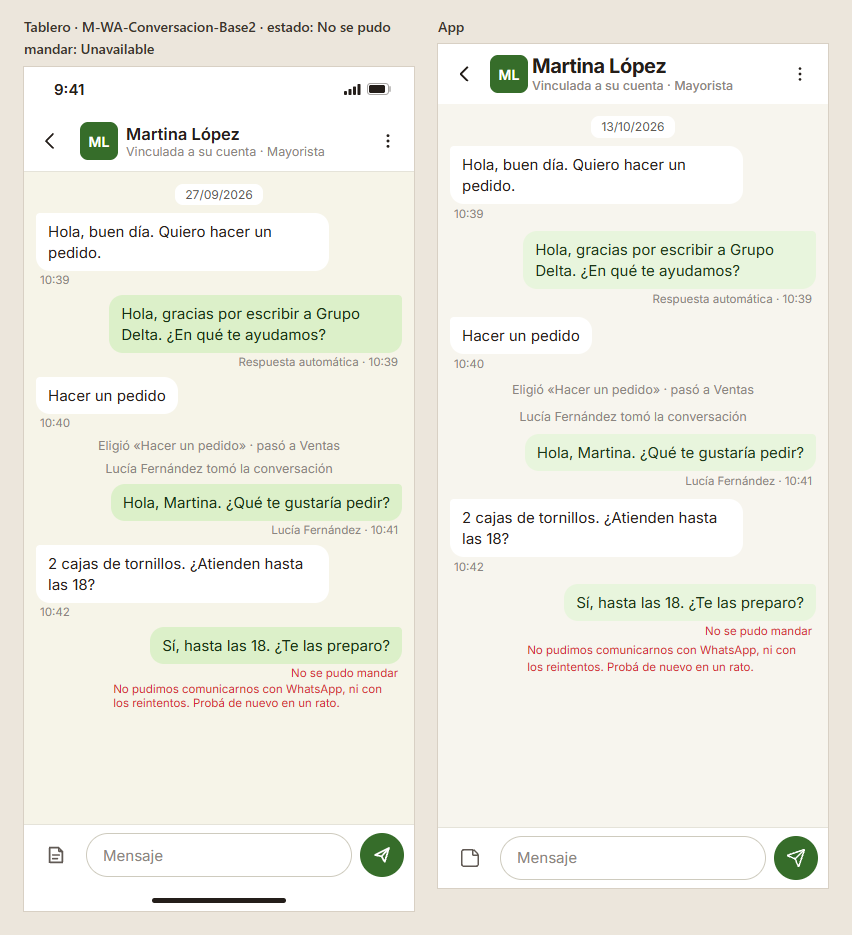 Tablero · M-WA-Conversacion-Base2 · estado: No se pudo
mandar: Unavailable
9:41
ML
Martina López
Vinculada a su cuenta · Mayorista
27/09/2026
Hola, buen día. Quiero hacer un
pedido.
10:39
Hola, gracias por escribir a Grupo
Delta. ¿En qué te ayudamos?
Respuesta automática · 10:39
Hacer un pedido
10:40
Eligió «Hacer un pedido» · pasó a Ventas
Lucía Fernández tomó la conversación
Hola, Martina. ¿Qué te gustaría pedir?
Lucía Fernández · 10:41
2 cajas de tornillos. ¿Atienden hasta
las 18?
10:42
Sí, hasta las 18. ¿Te las preparo?
No se pudo mandar
No pudimos comunicarnos con WhatsApp, ni con
los reintentos. Probá de nuevo en un rato.
Mensaje
App
ML
Martina López
Vinculada a su cuenta · Mayorista
13/10/2026
Hola, buen día. Quiero hacer un
pedido.
10:39
Hola, gracias por escribir a Grupo
Delta. ¿En qué te ayudamos?
Respuesta automática · 10:39
Hacer un pedido
10:40
Eligió «Hacer un pedido» · pasó a Ventas
Lucía Fernández tomó la conversación
Hola, Martina. ¿Qué te gustaría pedir?
Lucía Fernández · 10:41
2 cajas de tornillos. ¿Atienden hasta
las 18?
10:42
Sí, hasta las 18. ¿Te las preparo?
No se pudo mandar
No pudimos comunicarnos con WhatsApp, ni con
los reintentos. Probá de nuevo en un rato.
Mensaje